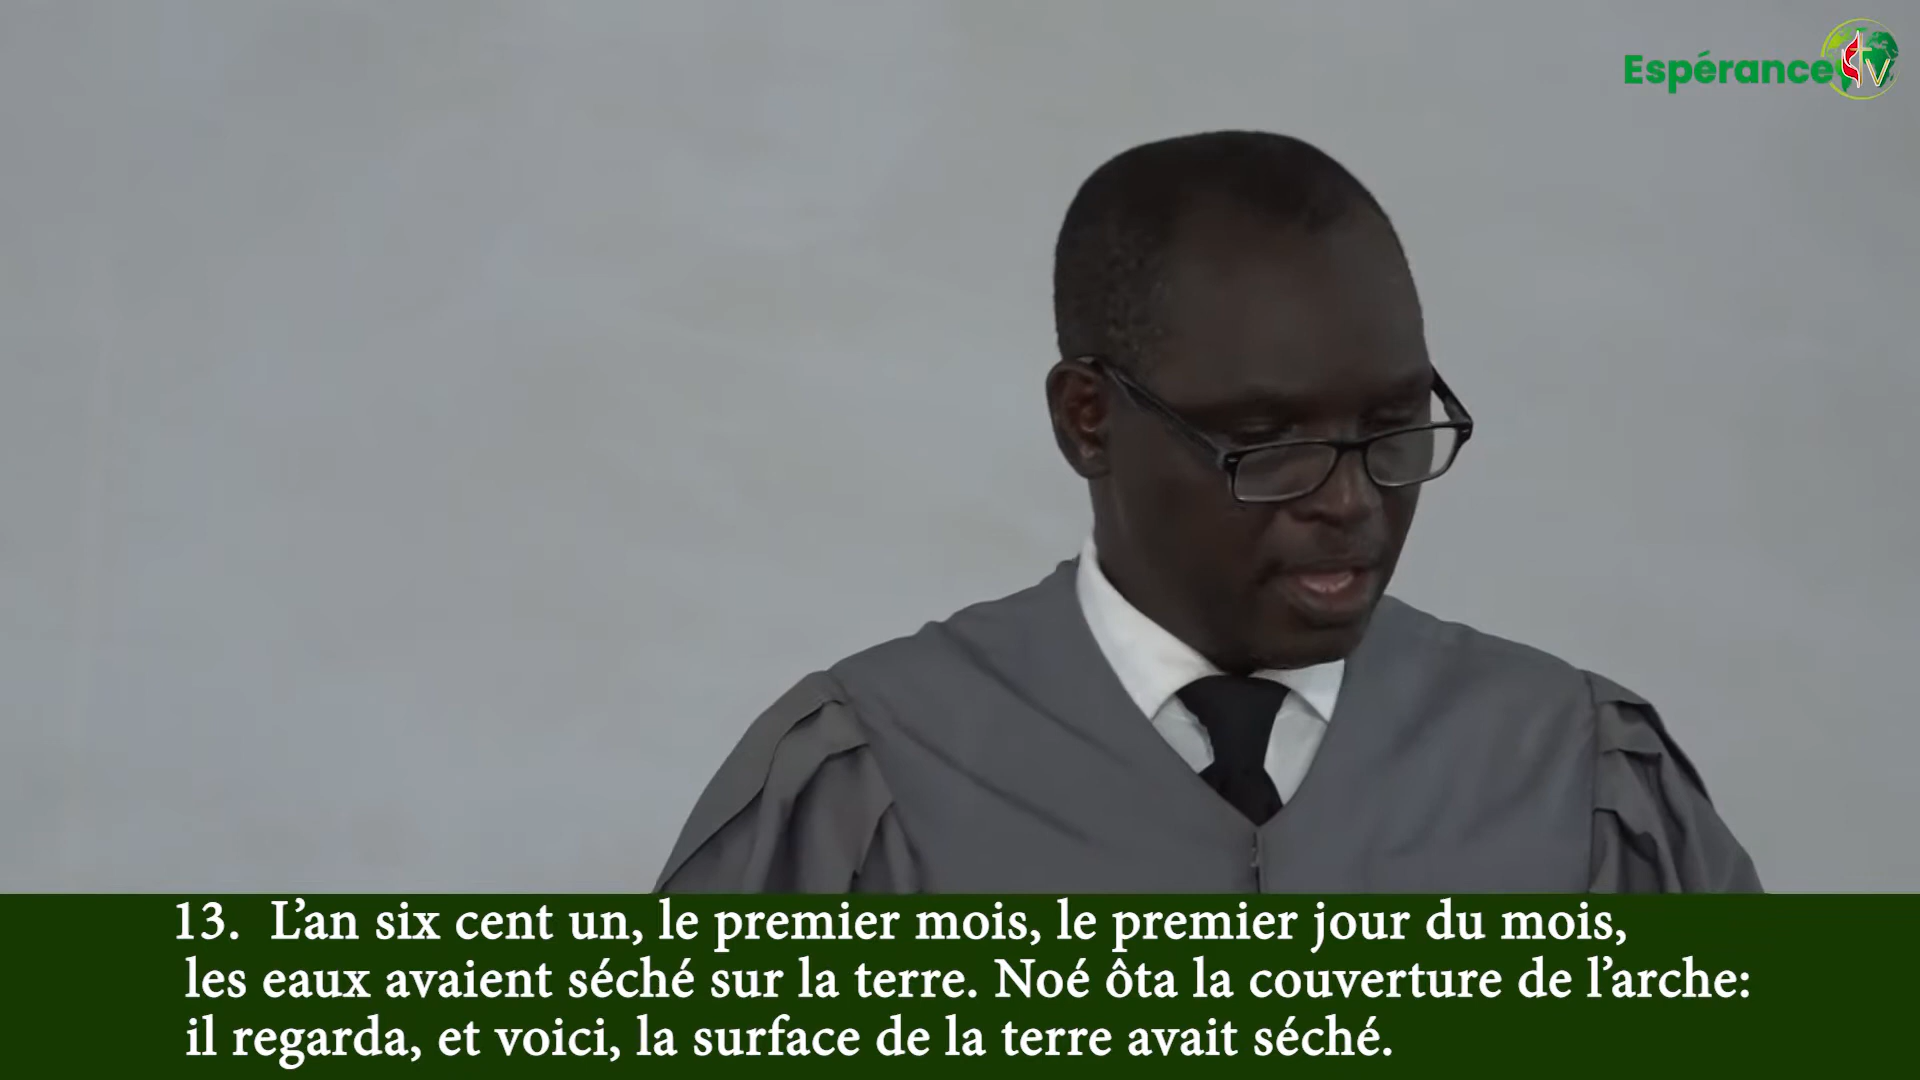 Espérance TV
13. L’an six cent un, le premier mois, le premier jour du mois,
les eaux avaient séché sur la terre. Noé ôta la couverture de l’arche:
il regarda, et voici, la surface de la terre avait séché.